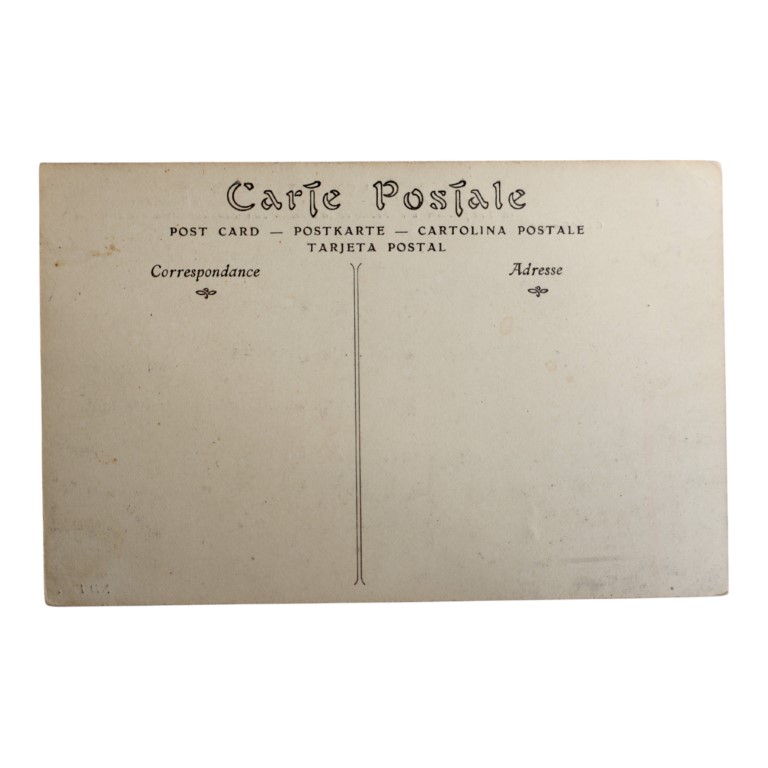 Carte Postale
POST CARD — POSTKARTE — CARTOLINA POSTALE
TARJETA POSTAL
Correspondance
Adresse